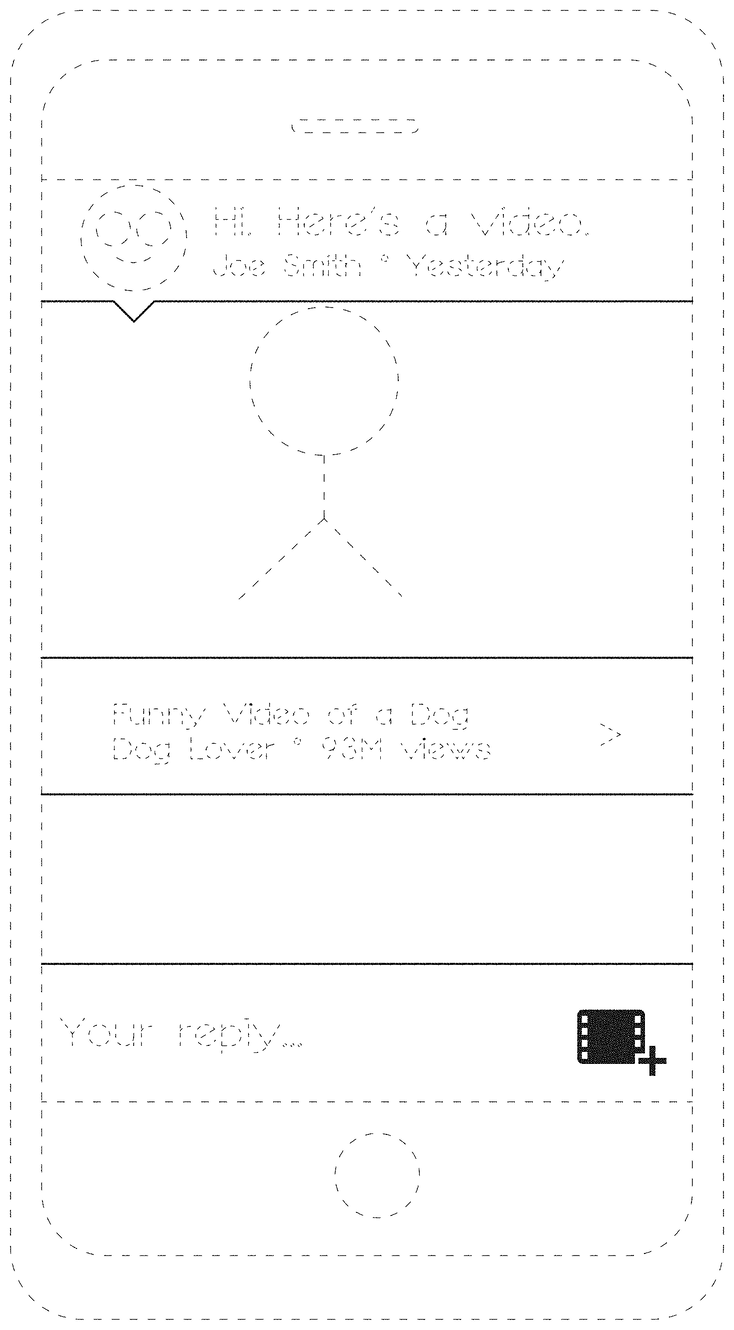 Hi. Here's a video.
Joe Smith ° Yesterday
Funny Video of a Dog
Dog Lover ° 93M views
Your reply...